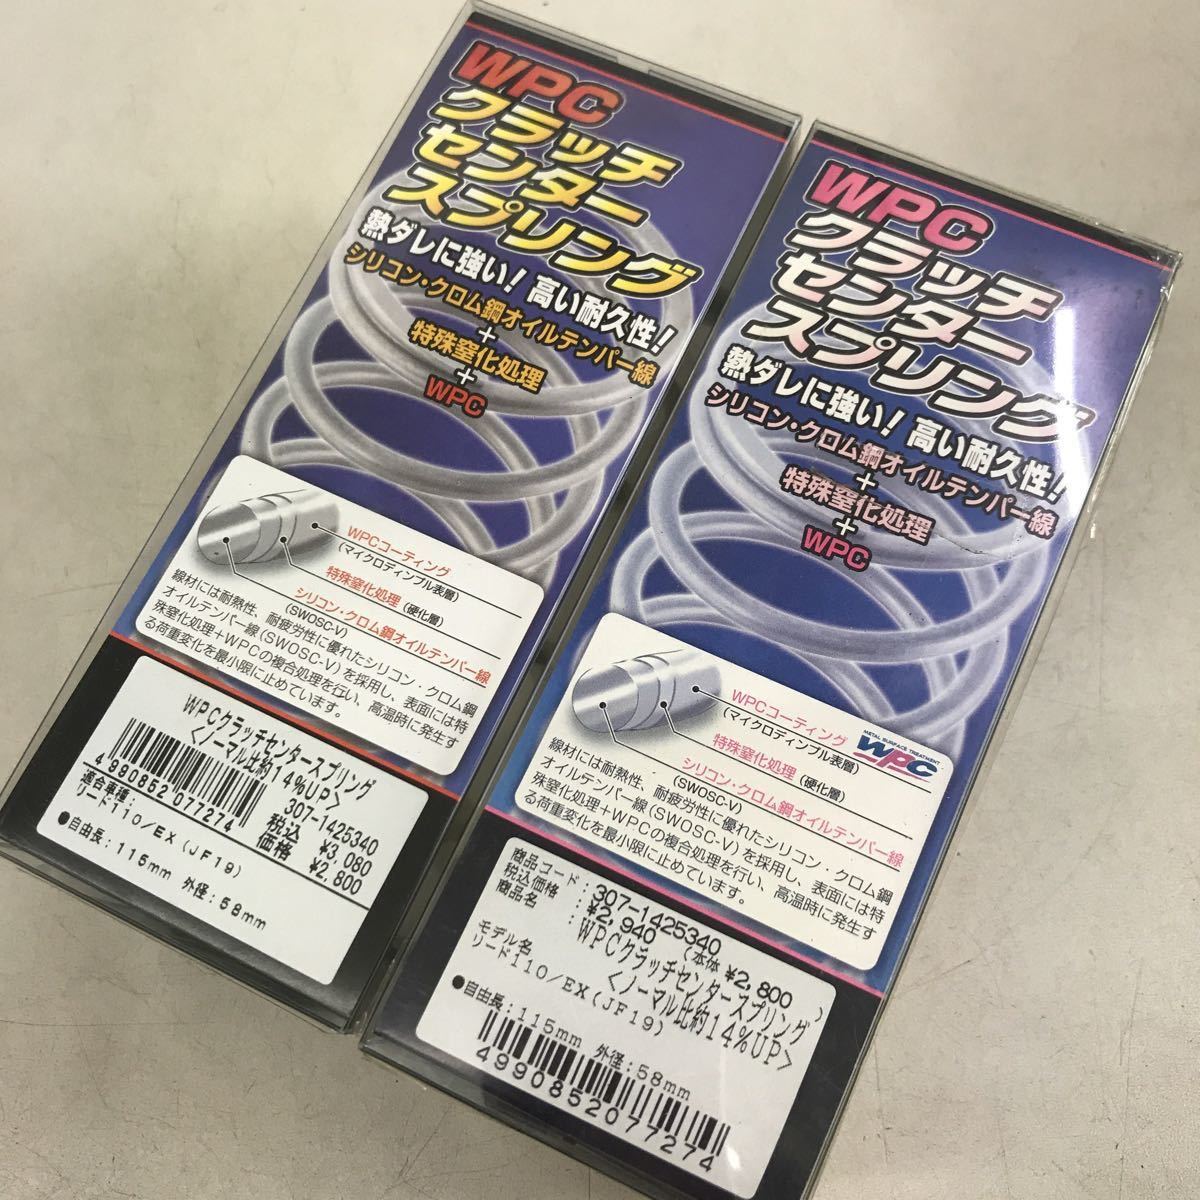 WPC
クラッチ
センター
スプリング
熱ダレに強い!高い耐久性!
シリコン・クロム鋼オイルテンパー線
+
特殊窒化処理
+
WPC
WPCコーティング
(マイクロディンプル表層)
特殊窒化処理(硬化層)
シリコン・クロム鋼オイルテンパー線
(SWOSC-V)
線材には耐熱性、耐疲労性に優れたシリコン・クロム鋼
オイルテンパー線(SWOSC-V)を採用し、表面には特
殊窒化処理+WPCの複合処理を行い、高温時に発生す
る荷重変化を最小限に止めています。
WPCクラッチセンタースプリング
<ノーマル比約14%UP>
307-1425340
税込 ¥3,080
価格 ¥2,800
4990852077274
適合車種:
リード110/EX(JF19)
●自由長:115mm 外径:58mm
WPC
クラッチ
センター
スプリング
熱ダレに強い!高い耐久性!
シリコン・クロム鋼オイルテンパー線
+
特殊窒化処理
+
WPC
WPCコーティング
(マイクロディンプル表層)
METAL SURFACE TREATMENT
WPC
特殊窒化処理(硬化層)
シリコン・クロム鋼オイルテンパー線
(SWOSC-V)
線材には耐熱性、耐疲労性に優れたシリコン・クロム鋼
オイルテンパー線(SWOSC-V)を採用し、表面には特
殊窒化処理+WPCの複合処理を行い、高温時に発生す
る荷重変化を最小限に止めています。
商品コード:307-1425340
税込価格:¥2,940(本体 ¥2,800)
商品名:WPCクラッチセンタースプリング
<ノーマル比約14%UP>
モデル名
リード110/EX(JF19)
●自由長:115mm 外径:58mm
4990852077274